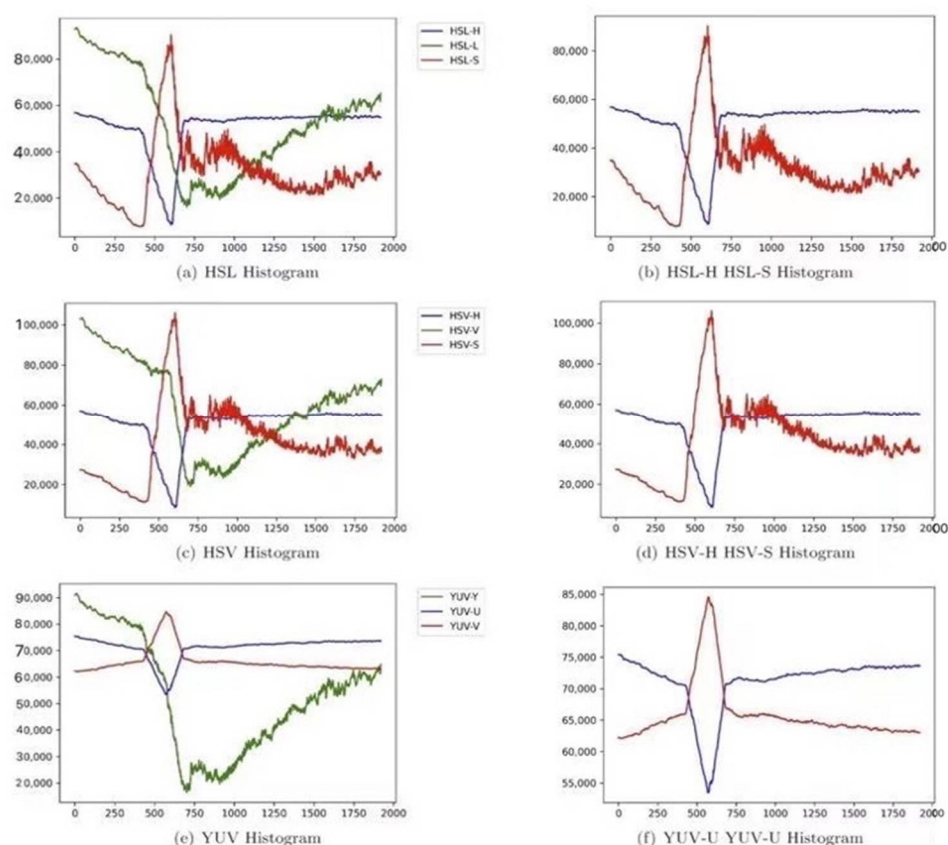 HSL-H
HSL-L
HSL-S
80,000
60,000
40,000
20,000
0 250 500 750 1000 1250 1500 1750 2000
(a) HSL Histogram
80,000
60,000
40,000
20,000
0 250 500 750 1000 1250 1500 1750 2000 00
(b) HSL-H HSL-S Histogram
HSV-H
HSV-V
HSV-S
100,000
80,000
60,000
40,000
20,000
0 250 500 750 1000 1250 1500 1750 2000
(c) HSV Histogram
100,000
80,000
60,000
40,000
20,000
0 250 500 750 1000 1250 1500 1750 2000 00
(d) HSV-H HSV-S Histogram
YUV-Y
YUV-U
YUV-V
90,000
80,000
70,000
60,000
50,000
40,000
30,000
20,000
0 250 500 750 1000 1250 1500 1750 2000
(e) YUV Histogram
85,000
80,000
75,000
70,000
65,000
60,000
55,000
0 250 500 750 1000 1250 1500 1750 2000
(f) YUV-U YUV-U Histogram